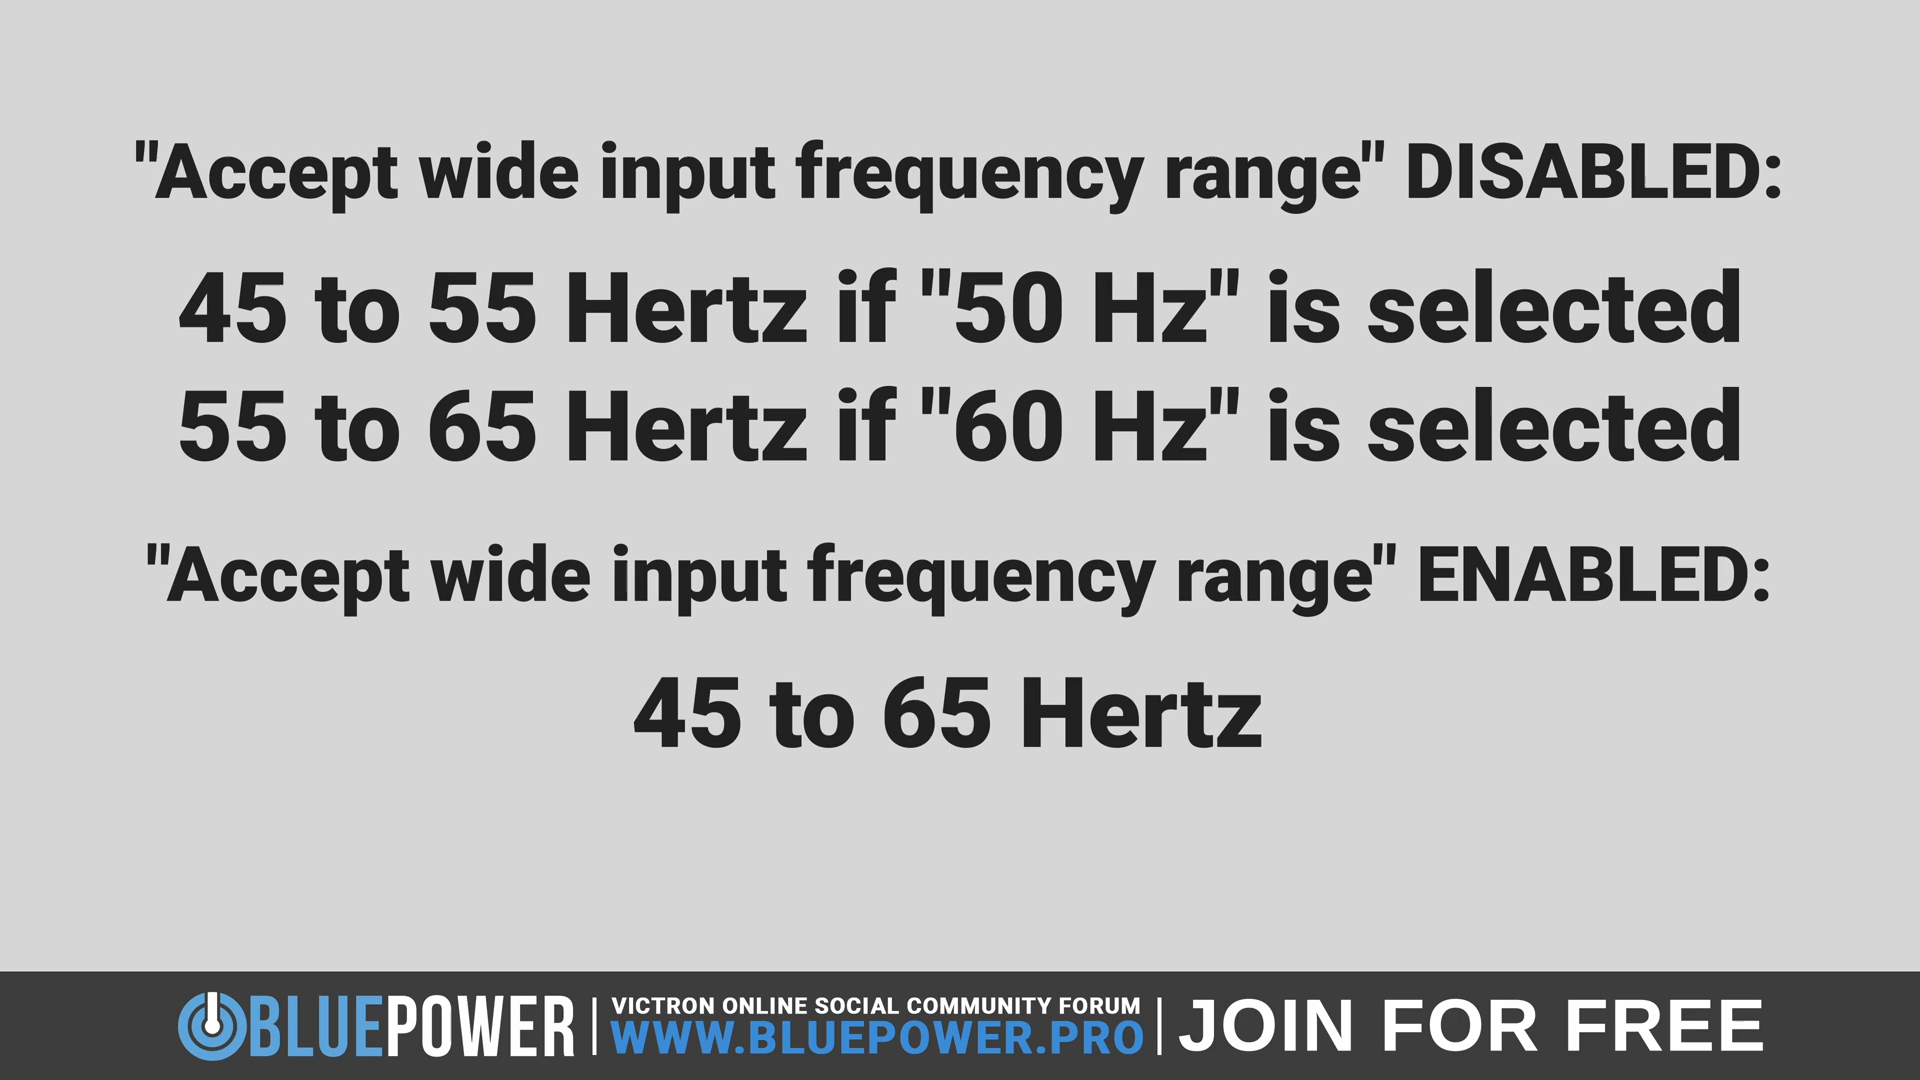 "Accept wide input frequency range" DISABLED:
45 to 55 Hertz if "50 Hz" is selected
55 to 65 Hertz if "60 Hz" is selected
"Accept wide input frequency range" ENABLED:
45 to 65 Hertz
BLUEPOWER
VICTRON ONLINE SOCIAL COMMUNITY FORUM
WWW.BLUEPOWER.PRO
JOIN FOR FREE